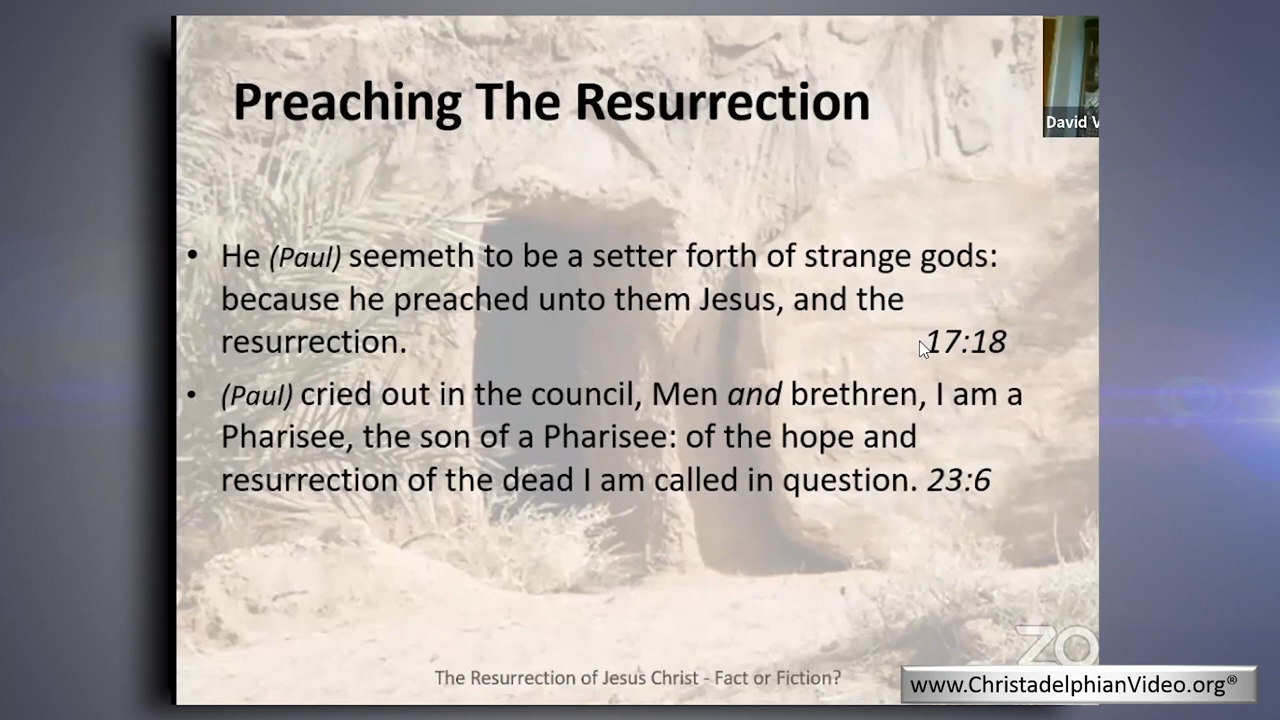 Preaching The Resurrection
David V
• He (Paul) seemeth to be a setter forth of strange gods:
because he preached unto them Jesus, and the
resurrection. 17:18
• (Paul) cried out in the council, Men and brethren, I am a
Pharisee, the son of a Pharisee: of the hope and
resurrection of the dead I am called in question. 23:6
ZO
The Resurrection of Jesus Christ - Fact or Fiction?
www.ChristadelphianVideo.org®